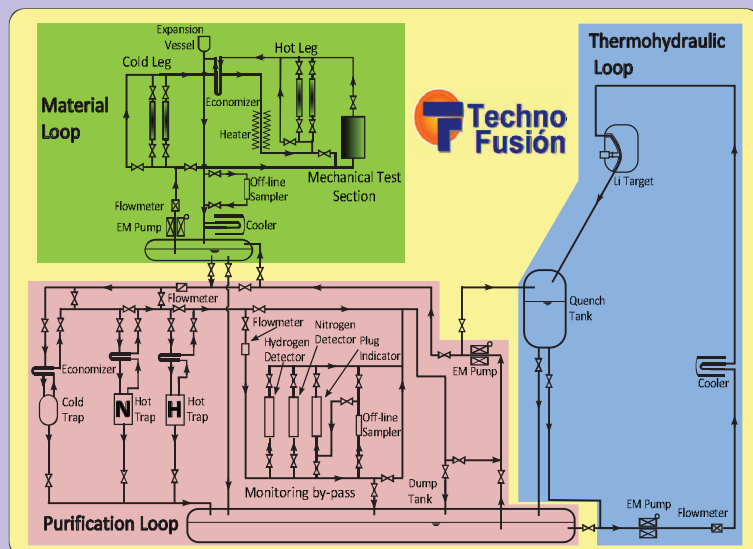 Expansion
Vessel
Cold Leg
Hot Leg
Material
Loop
Economizer
Heater
Mechanical Test
Section
Off-line
Sampler
Flowmeter
EM Pump
Cooler
Techno
Fusión
Thermohydraulic
Loop
Li Target
Quench
Tank
Cooler
EM Pump
Flowmeter
Flowmeter
Flowmeter
Hydrogen
Detector
Nitrogen
Detector
Plug
Indicator
EM Pump
Economizer
Cold
Trap
N
Hot
Trap
H
Hot
Trap
Off-line
Sampler
Monitoring by-pass
Dump
Tank
Purification Loop